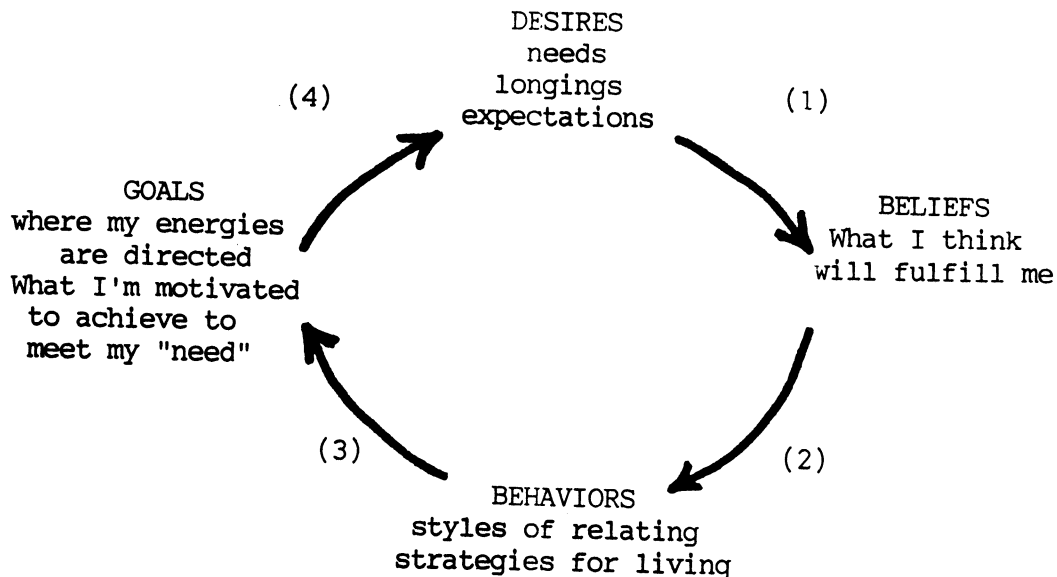 DESIRES
needs
longings
expectations
(1)
BELIEFS
What I think
will fulfill me
(2)
BEHAVIORS
styles of relating
strategies for living
(3)
GOALS
where my energies
are directed
What I'm motivated
to achieve to
meet my "need"
(4)